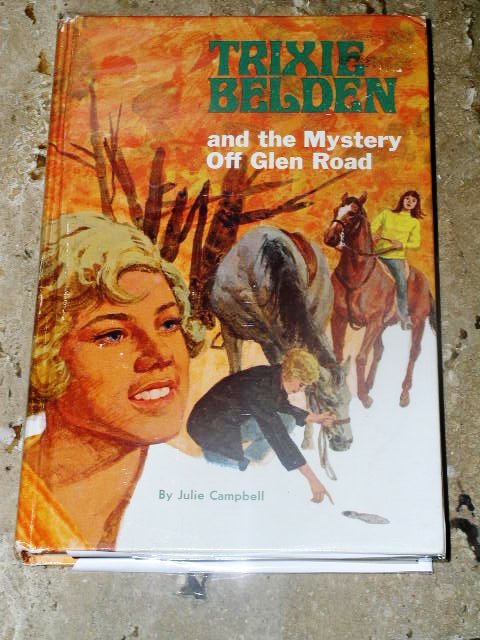 TRIXIE
BELDEN
and the Mystery
Off Glen Road
By Julie Campbell